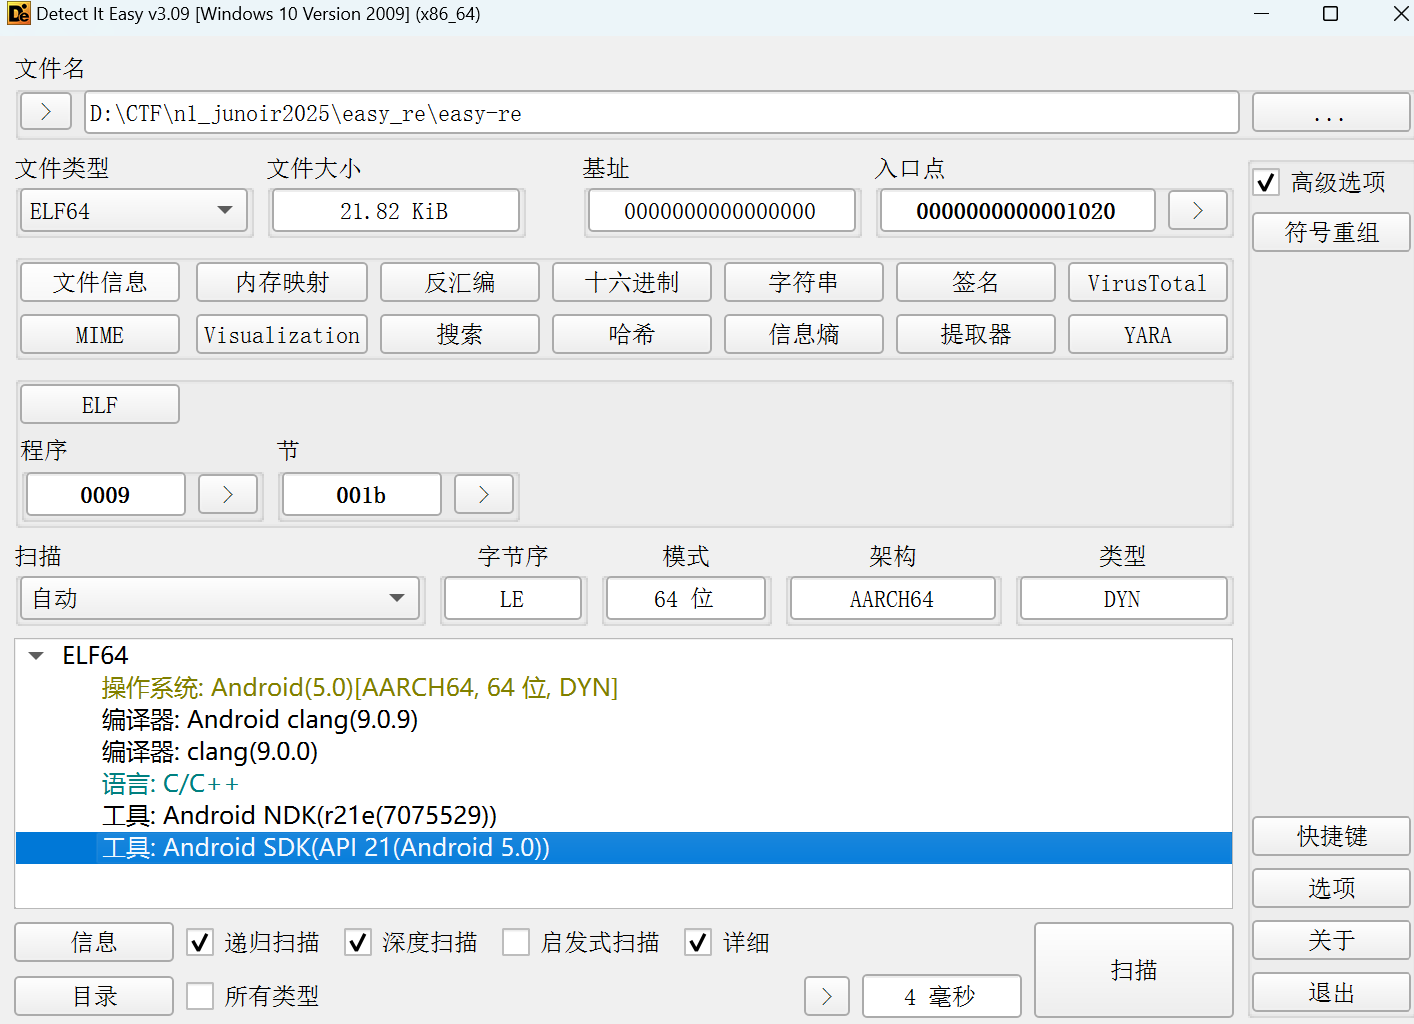 Detect It Easy v3.09 [Windows 10 Version 2009] (x86_64)
文件名
D:\CTF\nl_junoir2025\easy_re\easy-re
...
文件类型 文件大小 基址 入口点
ELF64 21.82 KiB 0000000000000000 0000000000001020
高级选项
符号重组
文件信息 内存映射 反汇编 十六进制 字符串 签名 VirusTotal
MIME Visualization 搜索 哈希 信息熵 提取器 YARA
ELF
程序 节
0009 001b
扫描 字节序 模式 架构 类型
自动 LE 64 位 AARCH64 DYN
ELF64
操作系统: Android(5.0)[AARCH64, 64 位, DYN]
编译器: Android clang(9.0.9)
编译器: clang(9.0.0)
语言: C/C++
工具: Android NDK(r21e(7075529))
工具: Android SDK(API 21(Android 5.0))
快捷键
选项
关于
退出
信息 递归扫描 深度扫描 启发式扫描 详细
目录 所有类型 4 毫秒 扫描